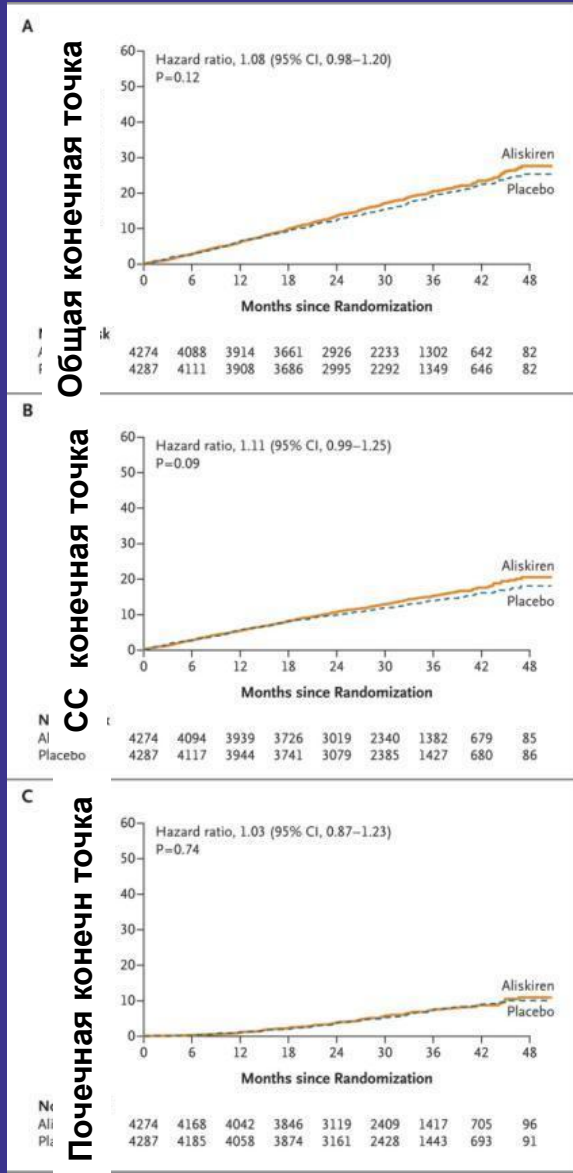 A
Общая конечная точка
60
50
40
30
20
10
0
Hazard ratio, 1.08 (95% CI, 0.98–1.20)
P=0.12
Aliskiren
Placebo
0 6 12 18 24 30 36 42 48
Months since Randomization
4274 4088 3914 3661 2926 2233 1302 642 82
4287 4111 3908 3686 2995 2292 1349 646 82
B
СС конечная точка
60
50
40
30
20
10
0
Hazard ratio, 1.11 (95% CI, 0.99–1.25)
P=0.09
Aliskiren
Placebo
0 6 12 18 24 30 36 42 48
Months since Randomization
4274 4094 3939 3726 3019 2340 1382 679 85
Placebo 4287 4117 3944 3741 3079 2385 1427 680 86
C
Почечная конечн точка
60
50
40
30
20
10
0
Hazard ratio, 1.03 (95% CI, 0.87–1.23)
P=0.74
Aliskiren
Placebo
0 6 12 18 24 30 36 42 48
Months since Randomization
4274 4168 4042 3846 3119 2409 1417 705 96
4287 4185 4058 3874 3161 2428 1443 693 91